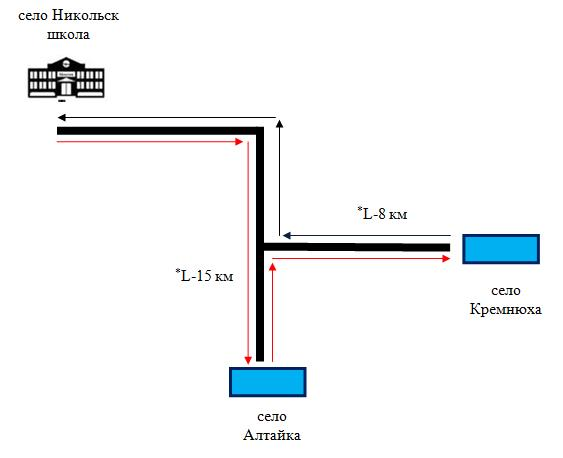 село Никольск
школа
*L-8 км
*L-15 км
село
Кремнюха
село
Алтайка